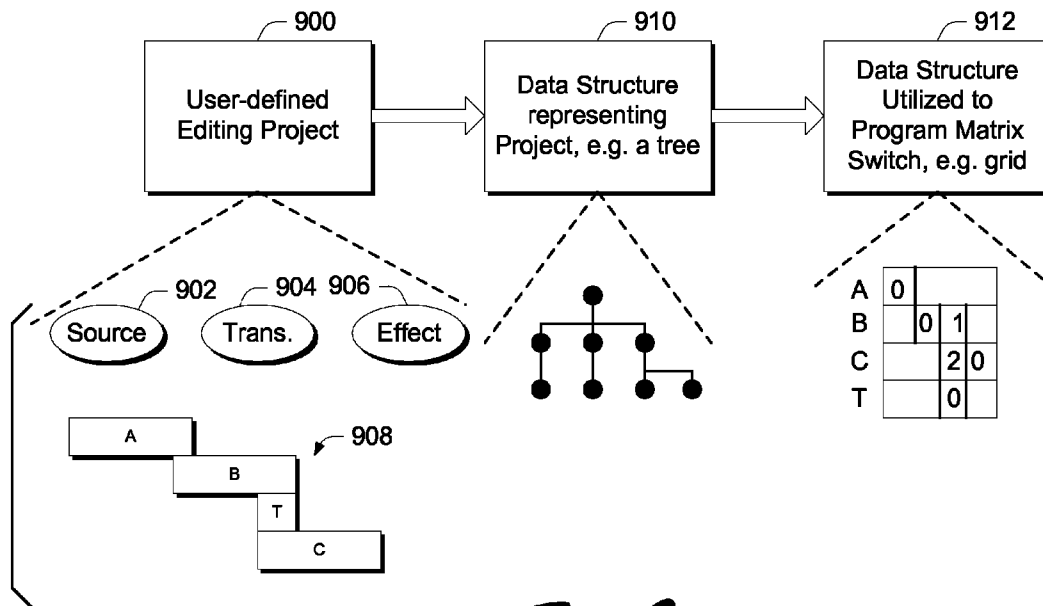 900
910
912
User-defined
Editing Project
Data Structure
representing
Project, e.g. a tree
Data Structure
Utilized to
Program Matrix
Switch, e.g. grid
902
904
906
Source
Trans.
Effect
A
B
T
C
908
A 0
B 0 1
C 2 0
T 0